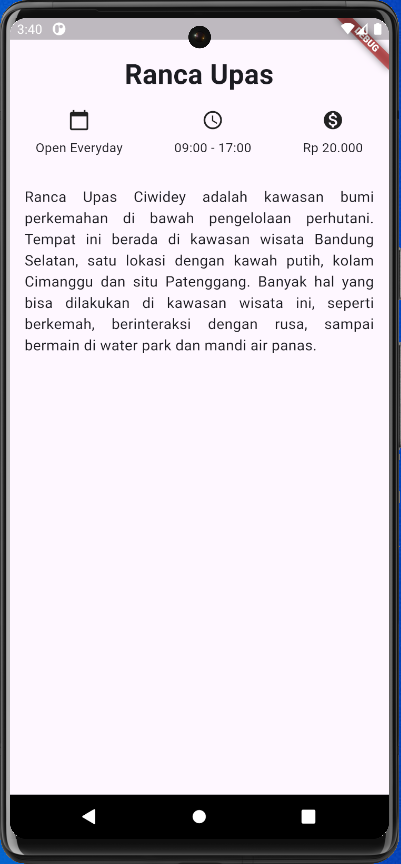 3:40
DEBUG
Ranca Upas
Open Everyday
09:00 - 17:00
Rp 20.000
Ranca Upas Ciwidey adalah kawasan bumi
perkemahan di bawah pengelolaan perhutani.
Tempat ini berada di kawasan wisata Bandung
Selatan, satu lokasi dengan kawah putih, kolam
Cimanggu dan situ Patenggang. Banyak hal yang
bisa dilakukan di kawasan wisata ini, seperti
berkemah, berinteraksi dengan rusa, sampai
bermain di water park dan mandi air panas.